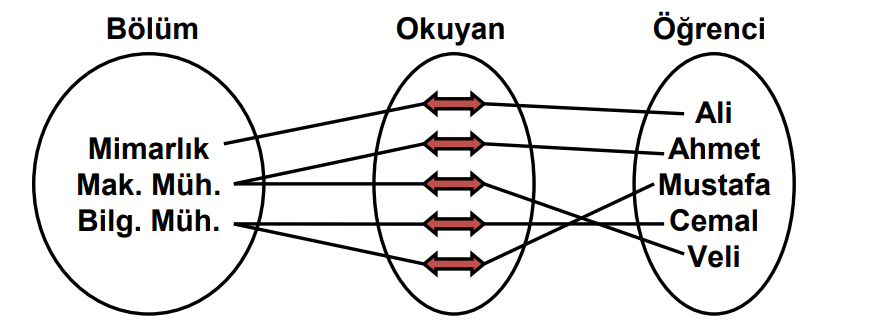 Bölüm
Okuyan
Öğrenci
Mimarlık
Mak. Müh.
Bilg. Müh.
Ali
Ahmet
Mustafa
Cemal
Veli